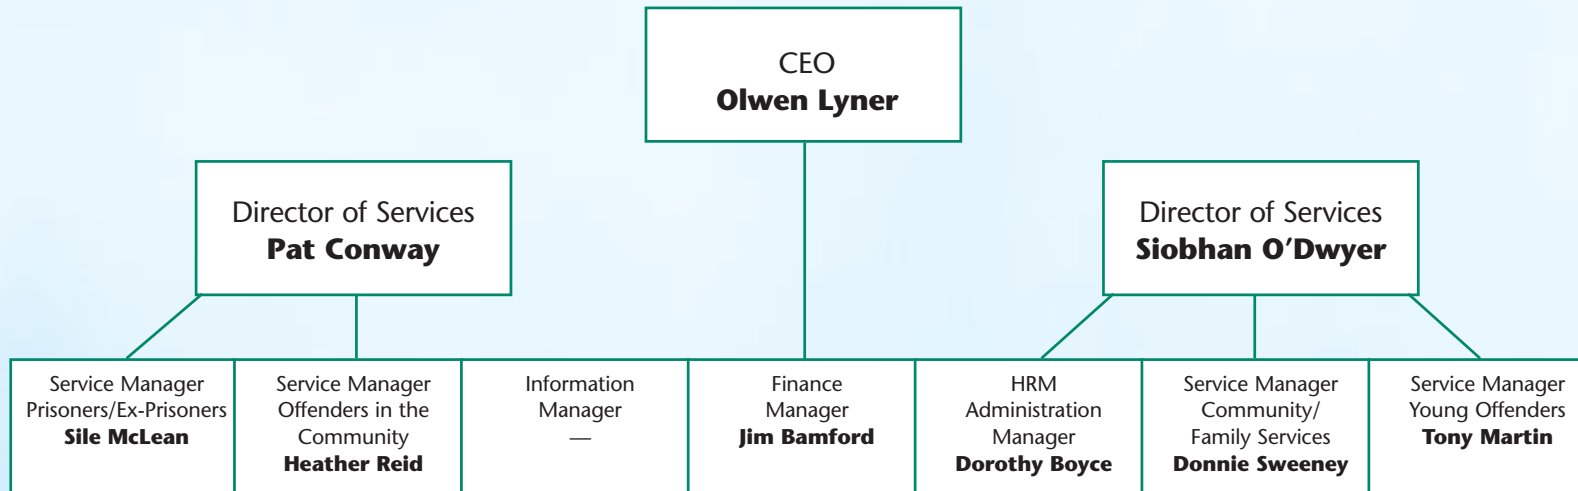 CEO
Olwen Lyner
Director of Services
Pat Conway
Director of Services
Siobhan O’Dwyer
Service Manager
Prisoners/Ex-Prisoners
Sile McLean
Service Manager
Offenders in the
Community
Heather Reid
Information
Manager
—
Finance
Manager
Jim Bamford
HRM
Administration
Manager
Dorothy Boyce
Service Manager
Community/
Family Services
Donnie Sweeney
Service Manager
Young Offenders
Tony Martin